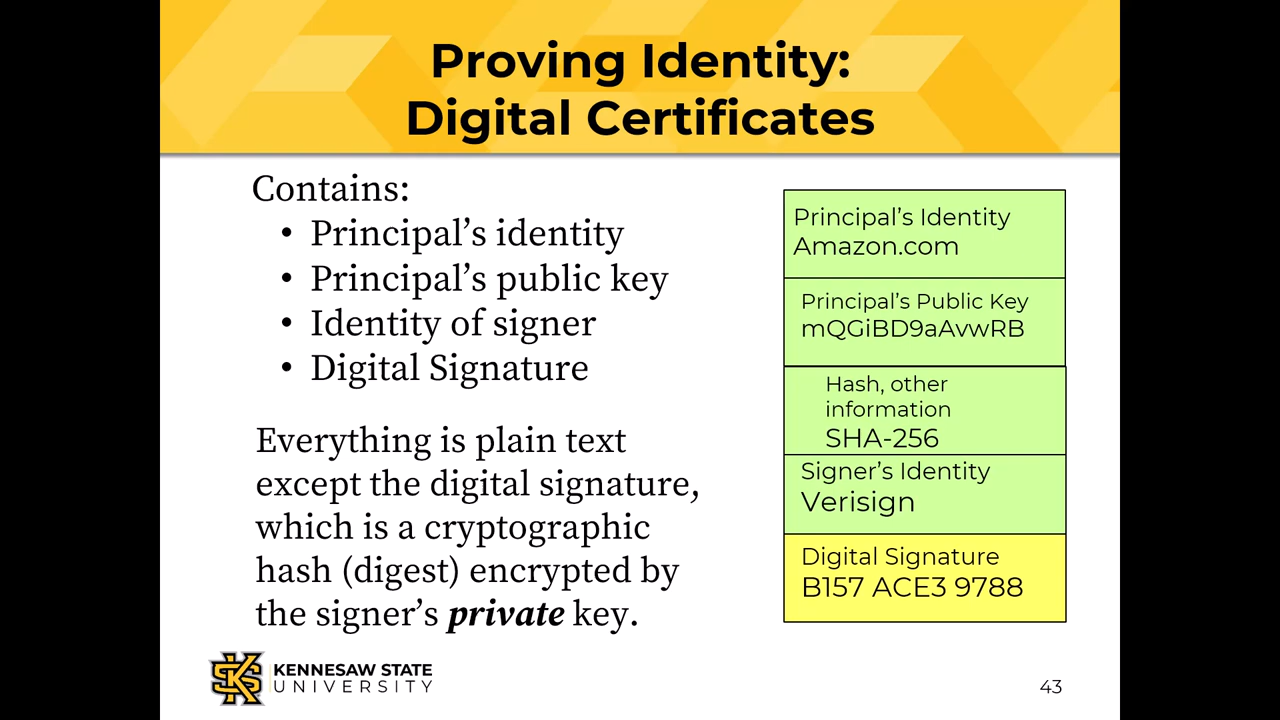 Proving Identity:
Digital Certificates
Contains:
• Principal’s identity
• Principal’s public key
• Identity of signer
• Digital Signature
Everything is plain text
except the digital signature,
which is a cryptographic
hash (digest) encrypted by
the signer’s private key.
Principal’s Identity
Amazon.com
Principal’s Public Key
mQGiBD9aAvwRB
Hash, other
information
SHA-256
Signer’s Identity
Verisign
Digital Signature
B157 ACE3 9788
KS
KENNESAW STATE
UNIVERSITY
43